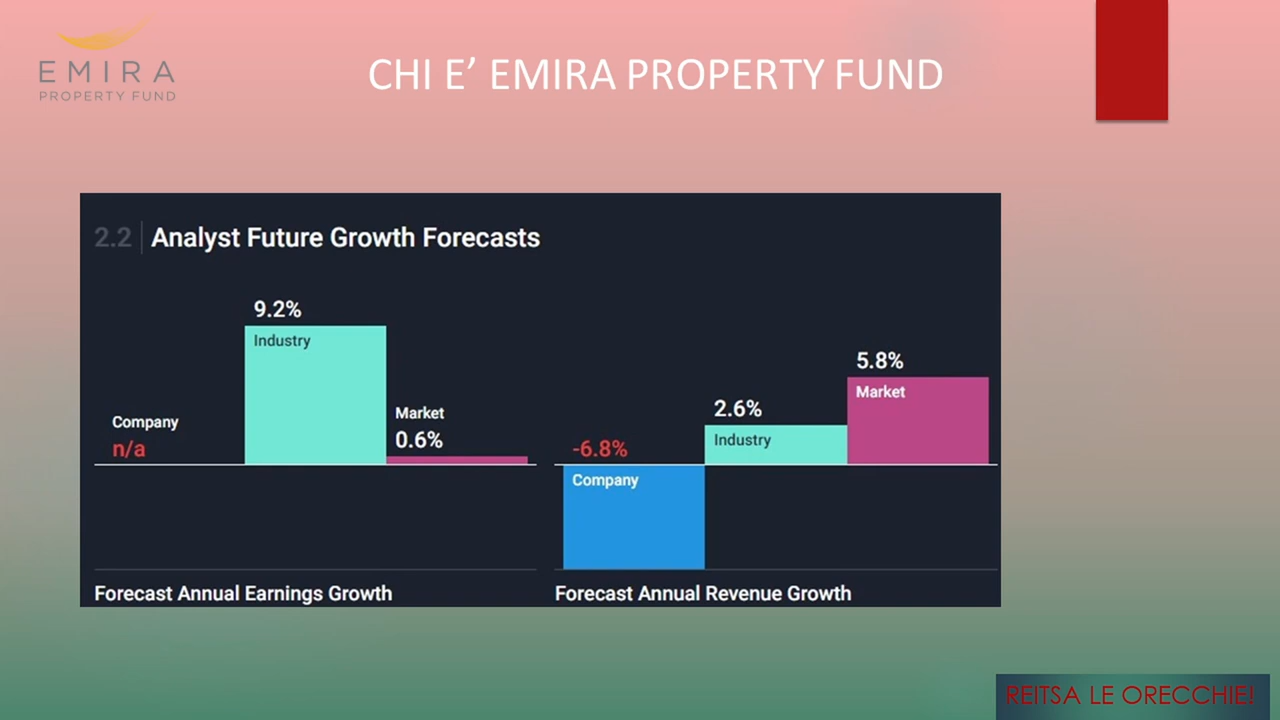 EMIRA
PROPERTY FUND
CHI E’ EMIRA PROPERTY FUND
2.2 Analyst Future Growth Forecasts
Company
n/a
9.2%
Industry
Market
0.6%
Forecast Annual Earnings Growth
-6.8%
Company
2.6%
Industry
5.8%
Market
Forecast Annual Revenue Growth
REITSA LE ORECCHIE!